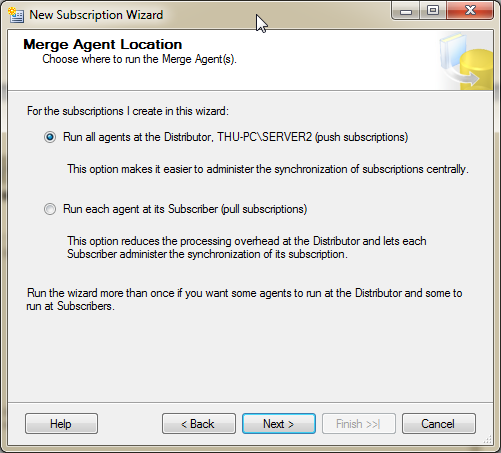 New Subscription Wizard
Merge Agent Location
Choose where to run the Merge Agent(s).
For the subscriptions I create in this wizard:
Run all agents at the Distributor, THU-PC\SERVER2 (push subscriptions)
This option makes it easier to administer the synchronization of subscriptions centrally.
Run each agent at its Subscriber (pull subscriptions)
This option reduces the processing overhead at the Distributor and lets each
Subscriber administer the synchronization of its subscription.
Run the wizard more than once if you want some agents to run at the Distributor and some to
run at Subscribers.
Help
< Back
Next >
Finish >>|
Cancel